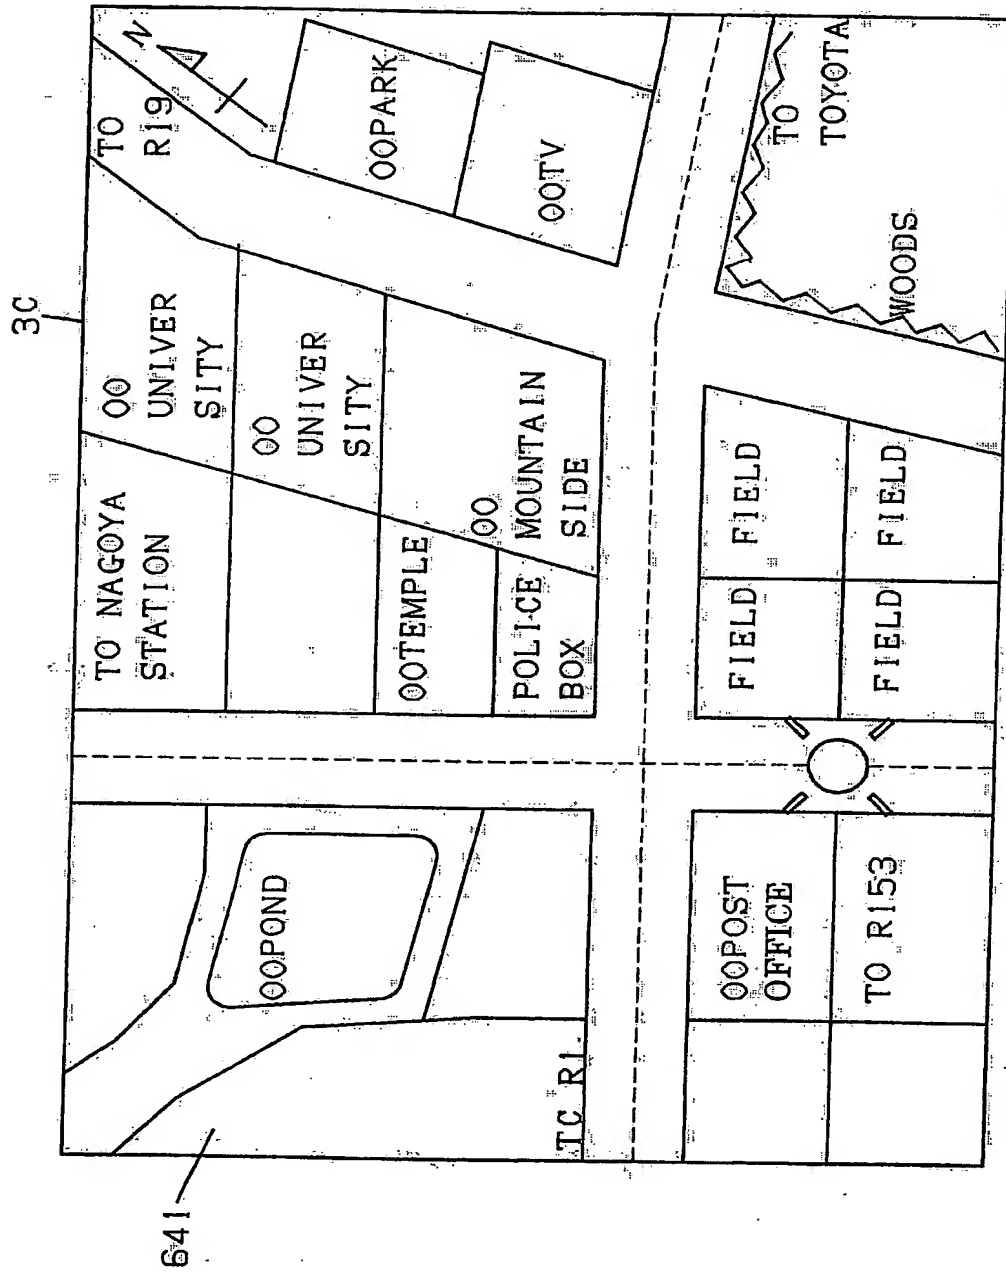 3C
641
N
TO
R19
OO
UNIVER
SITY
TO NAGOYA
STATION
OOPOND
OO
UNIVER
SITY
OOPARK
OOTEMPLE
OO
MOUNTAIN
SIDE
POLICE
BOX
OOTV
TC R1
OOPOST
OFFICE
FIELD
FIELD
TO
TOYOTA
TO R153
FIELD
FIELD
WOODS